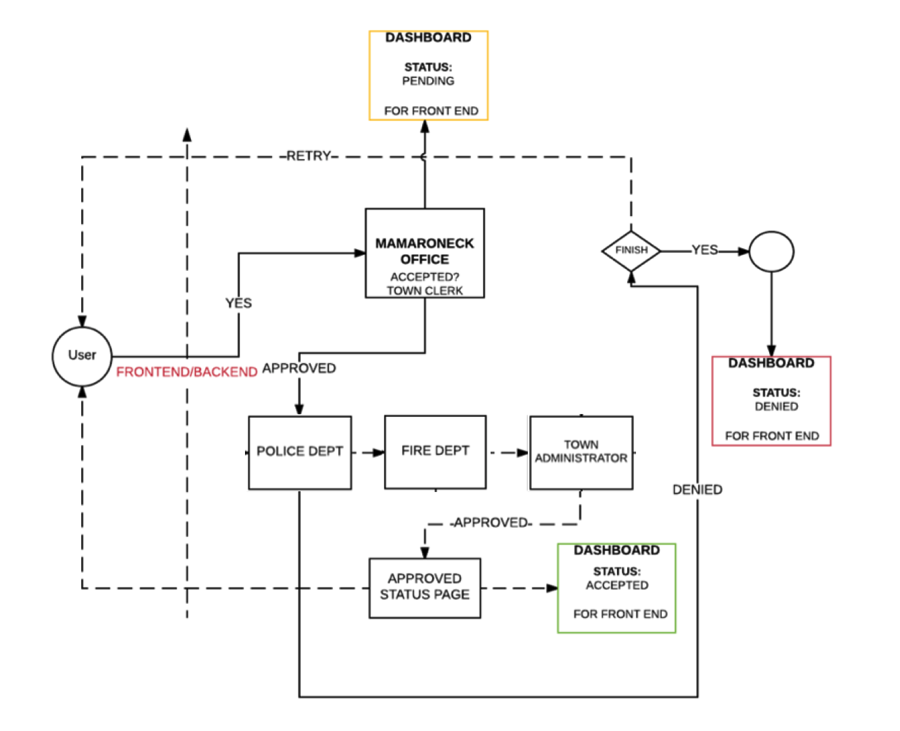 DASHBOARD
STATUS:
PENDING
FOR FRONT END
RETRY
MAMARONECK
OFFICE
ACCEPTED?
TOWN CLERK
FINISH
YES
YES
User
FRONTEND/BACKEND
APPROVED
DASHBOARD
STATUS:
DENIED
FOR FRONT END
POLICE DEPT
FIRE DEPT
TOWN
ADMINISTRATOR
DENIED
APPROVED
APPROVED
STATUS PAGE
DASHBOARD
STATUS:
ACCEPTED
FOR FRONT END